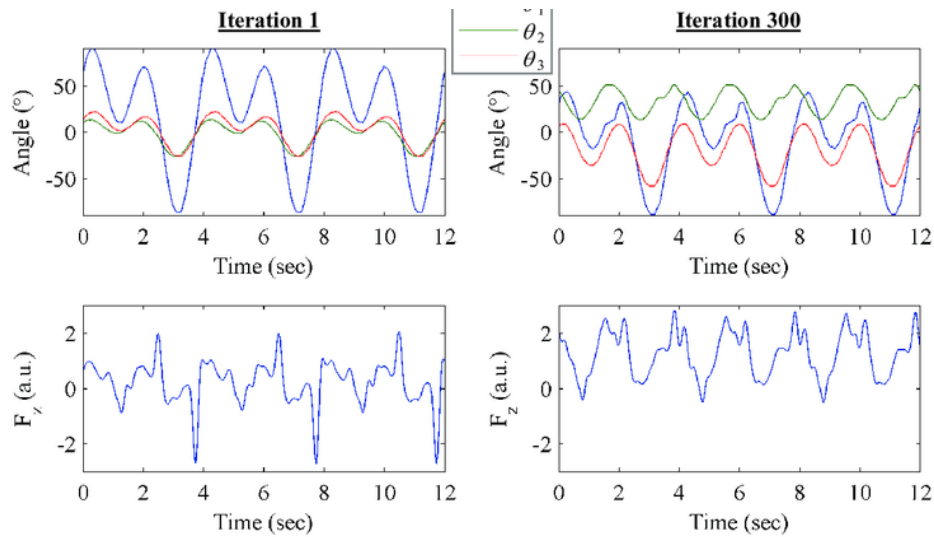 Iteration 1
Iteration 300
θ2
θ3
Angle (°)
50
0
-50
0 2 4 6 8 10 12
Time (sec)
Angle (°)
50
0
-50
0 2 4 6 8 10 12
Time (sec)
Fz (a.u.)
2
0
-2
0 2 4 6 8 10 12
Time (sec)
Fz (a.u.)
2
0
-2
0 2 4 6 8 10 12
Time (sec)